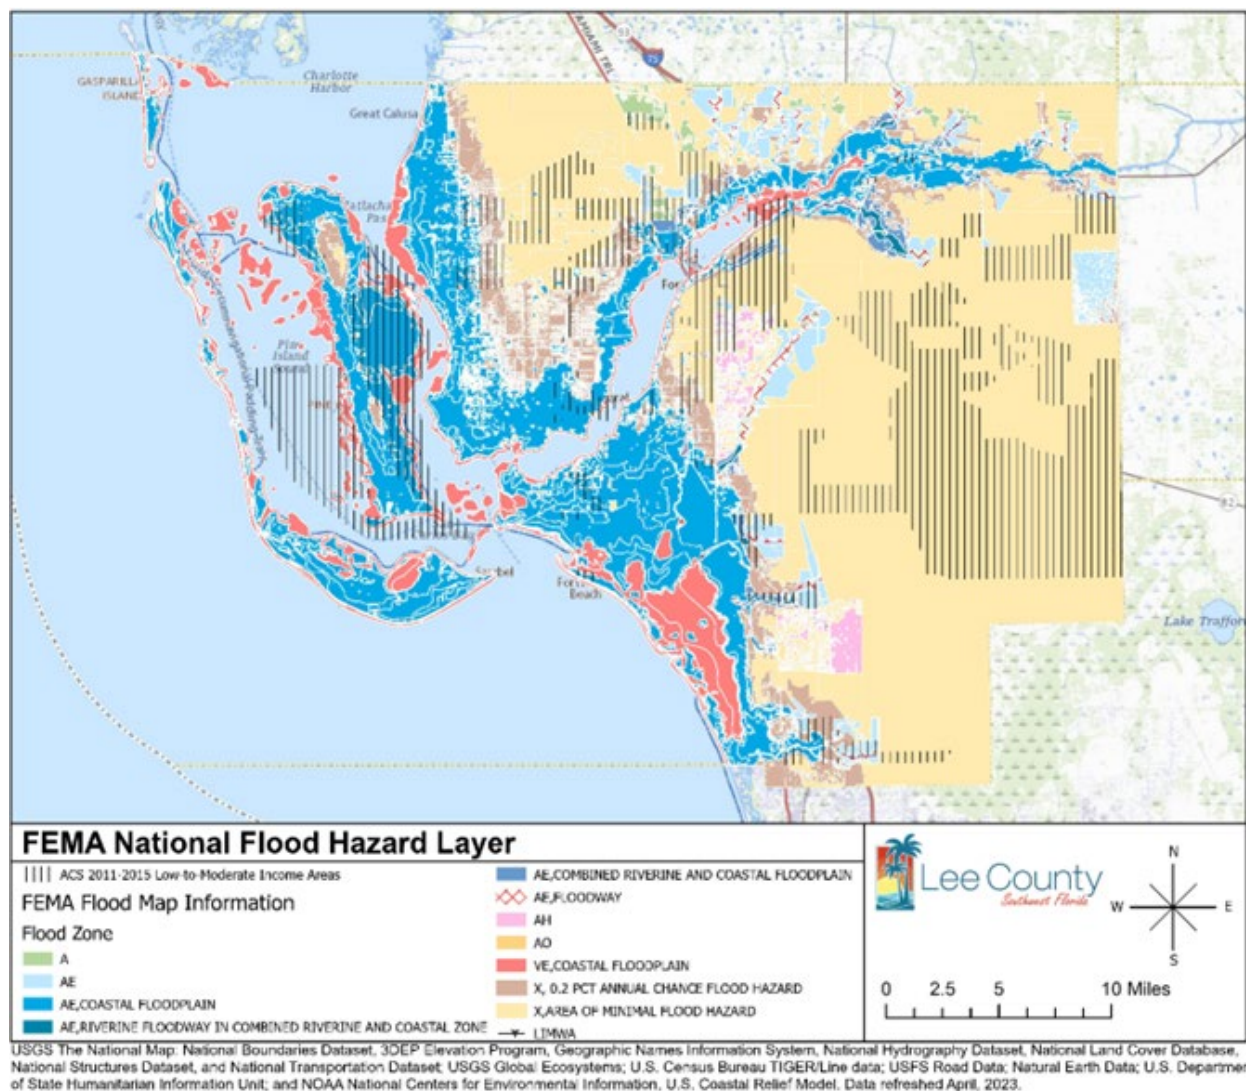 GASPARILLA
ISLAND
Charlotte
Harbor
Great Calusa
TAMIAMI TRL
93
75
Pine
Island
Sound
Sanibel
Beach
82
Lake Trafford
FEMA National Flood Hazard Layer
ACS 2011-2015 Low-to-Moderate Income Areas
FEMA Flood Map Information
Flood Zone
A
AE
AE,COASTAL FLOODPLAIN
AE,RIVERINE FLOODWAY IN COMBINED RIVERINE AND COASTAL ZONE
AE,COMBINED RIVERINE AND COASTAL FLOODPLAIN
AE,FLOODWAY
AH
AO
VE,COASTAL FLOODPLAIN
X, 0.2 PCT ANNUAL CHANCE FLOOD HAZARD
X,AREA OF MINIMAL FLOOD HAZARD
LIMWA
Lee County
Southwest Florida
N
W E
S
0 2.5 5 10 Miles
USGS The National Map: National Boundaries Dataset, 3DEP Elevation Program, Geographic Names Information System, National Hydrography Dataset, National Land Cover Database,
National Structures Dataset, and National Transportation Dataset; USGS Global Ecosystems; U.S. Census Bureau TIGER/Line data; USFS Road Data; Natural Earth Data; U.S. Departmen
of State Humanitarian Information Unit; and NOAA National Centers for Environmental Information, U.S. Coastal Relief Model. Data refreshed April, 2023.